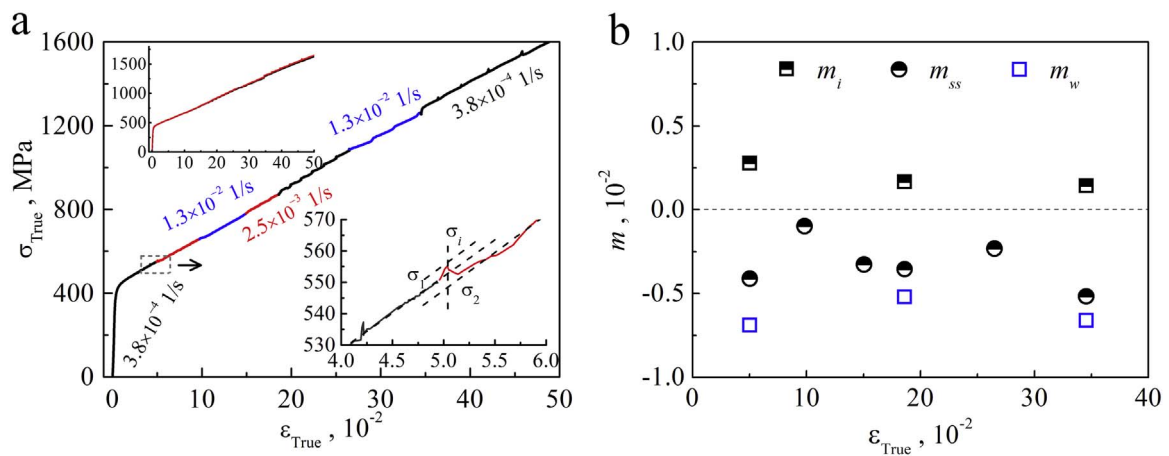 a
1600
1200
800
400
0
σTrue, MPa
1500
1000
500
0
0 10 20 30 40 50
3.8×10⁻⁴ 1/s
1.3×10⁻² 1/s
2.5×10⁻³ 1/s
1.3×10⁻² 1/s
3.8×10⁻⁴ 1/s
570
560
550
540
530
σi
σ1
σ2
4.0 4.5 5.0 5.5 6.0
0 10 20 30 40 50
εTrue , 10⁻²
b
1.0
0.5
0.0
-0.5
-1.0
m , 10⁻²
mi mss mw
0 10 20 30 40
εTrue , 10⁻²